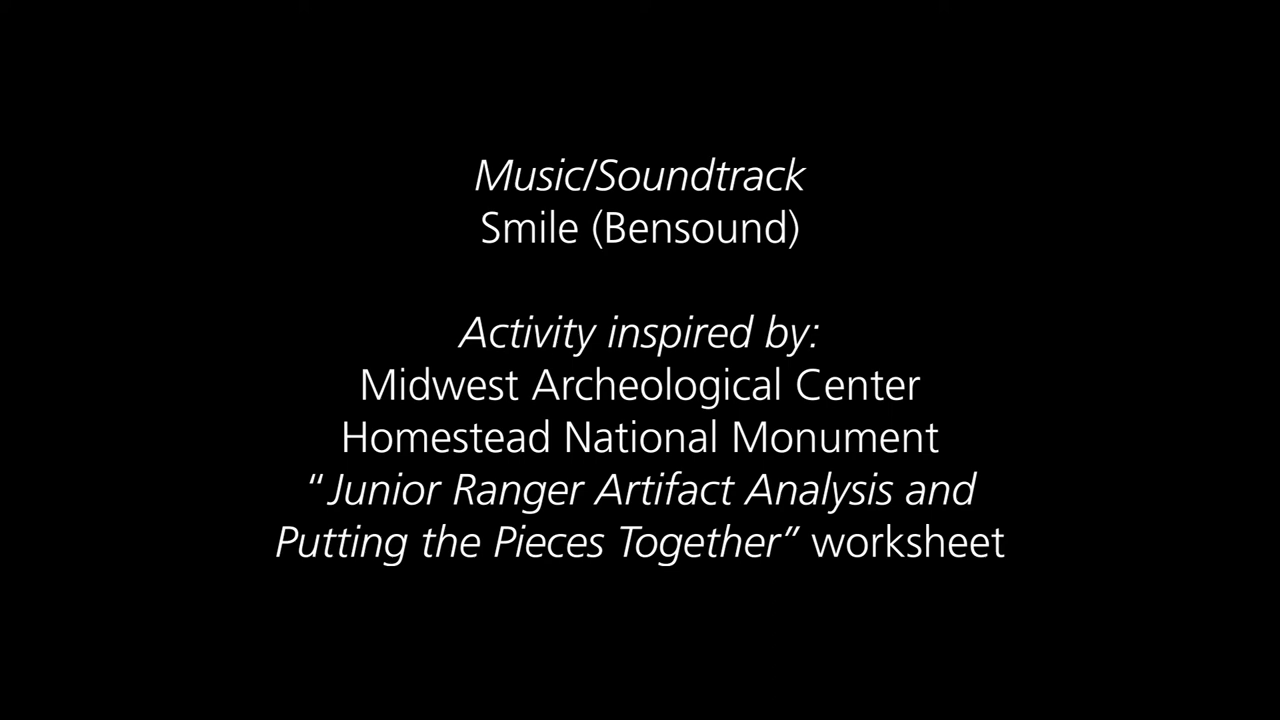 Music/Soundtrack
Smile (Bensound)
Activity inspired by:
Midwest Archeological Center
Homestead National Monument
“Junior Ranger Artifact Analysis and
Putting the Pieces Together” worksheet